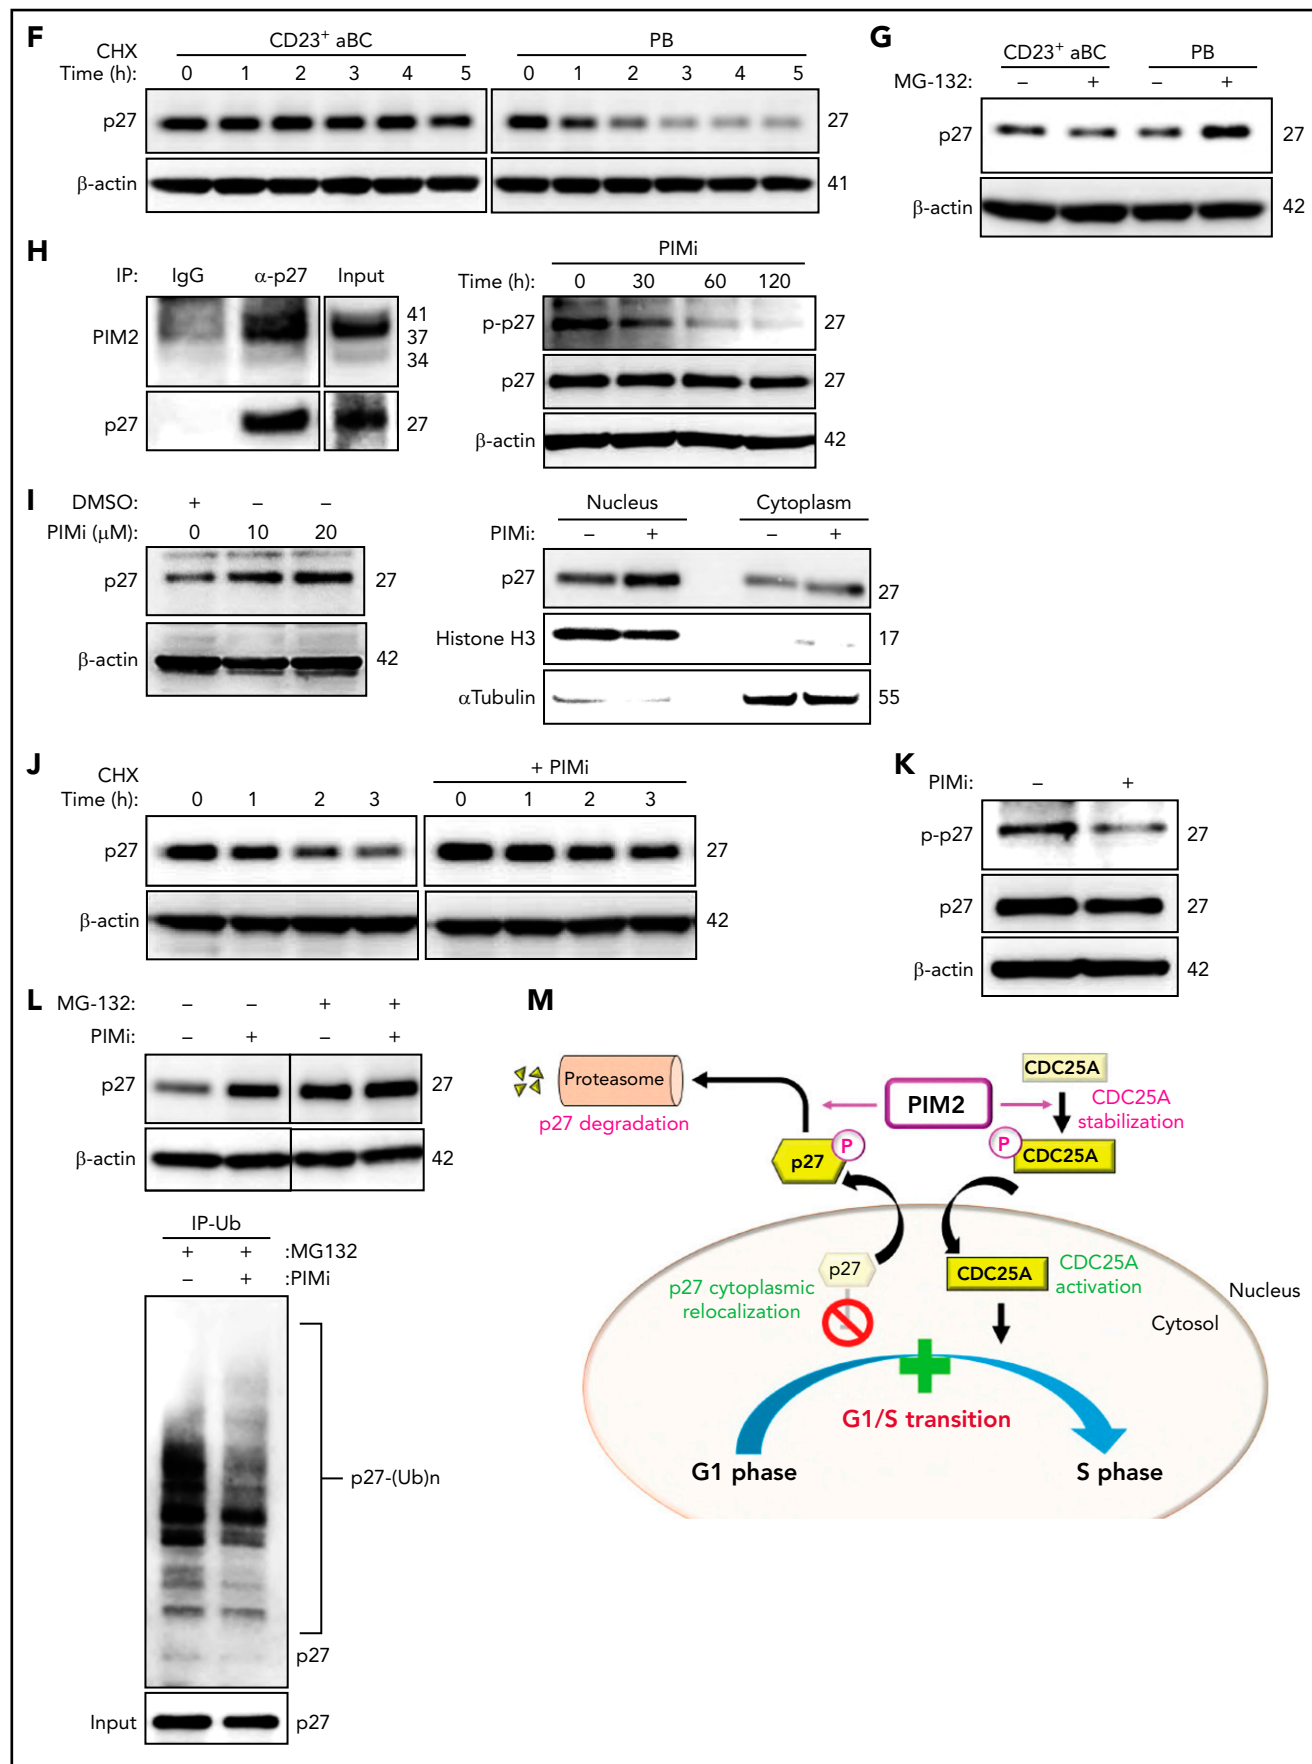 F
CHX
CD23+ aBC
PB
Time (h): 0 1 2 3 4 5 0 1 2 3 4 5
p27 27
β-actin 41
G
CD23+ aBC PB
MG-132: – + – +
p27 27
β-actin 42
H
IP: IgG α-p27 Input
PIM2 41
37
34
p27 27
PIMi
Time (h): 0 30 60 120
p-p27 27
p27 27
β-actin 42
I
DMSO: + – –
PIMi (μM): 0 10 20
p27 27
β-actin 42
Nucleus Cytoplasm
PIMi: – + – +
p27 27
Histone H3 17
αTubulin 55
J
CHX
+ PIMi
Time (h): 0 1 2 3 0 1 2 3
p27 27
β-actin 42
K
PIMi: – +
p-p27 27
p27 27
β-actin 42
L
MG-132: – – + +
PIMi: – + – +
p27 27
β-actin 42
IP-Ub
+ + :MG132
– + :PIMi
p27-(Ub)n
p27
Input p27
M
Proteasome
p27 degradation
PIM2
CDC25A
CDC25A
stabilization
P
p27
P
CDC25A
p27
p27 cytoplasmic
relocalization
CDC25A
CDC25A
activation
Nucleus
Cytosol
G1/S transition
G1 phase
S phase